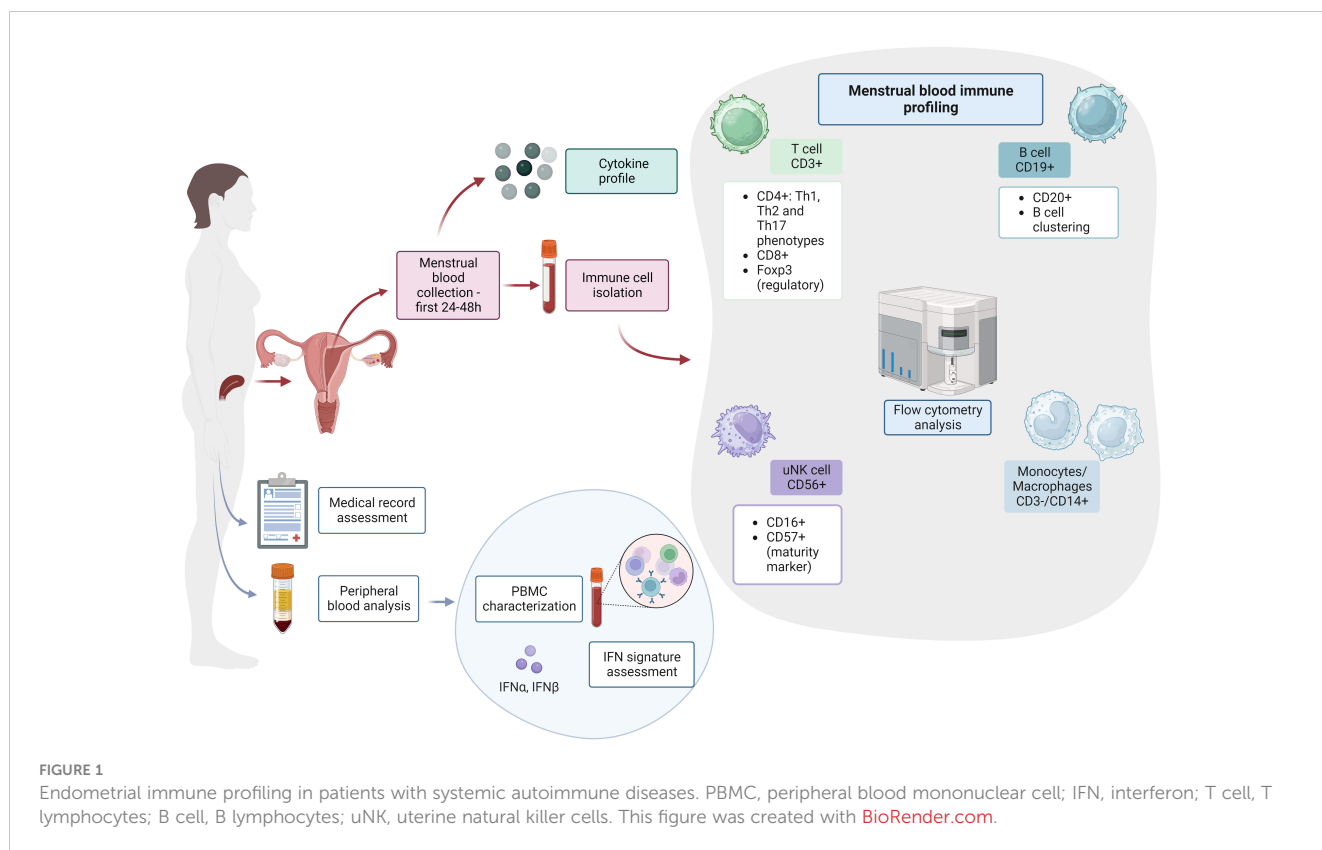 Menstrual blood immune
profiling
T cell
CD3+
B cell
CD19+
Cytokine
profile
• CD4+: Th1,
Th2 and
Th17
phenotypes
• CD8+
• Foxp3
(regulatory)
• CD20+
• B cell
clustering
Menstrual
blood
collection -
first 24-48h
Immune cell
isolation
Flow cytometry
analysis
uNK cell
CD56+
Monocytes/
Macrophages
CD3-/CD14+
• CD16+
• CD57+
(maturity
marker)
Medical record
assessment
Peripheral
blood analysis
PBMC
characterization
IFN signature
assessment
IFNα, IFNβ
FIGURE 1
Endometrial immune profiling in patients with systemic autoimmune diseases. PBMC, peripheral blood mononuclear cell; IFN, interferon; T cell, T
lymphocytes; B cell, B lymphocytes; uNK, uterine natural killer cells. This figure was created with BioRender.com.